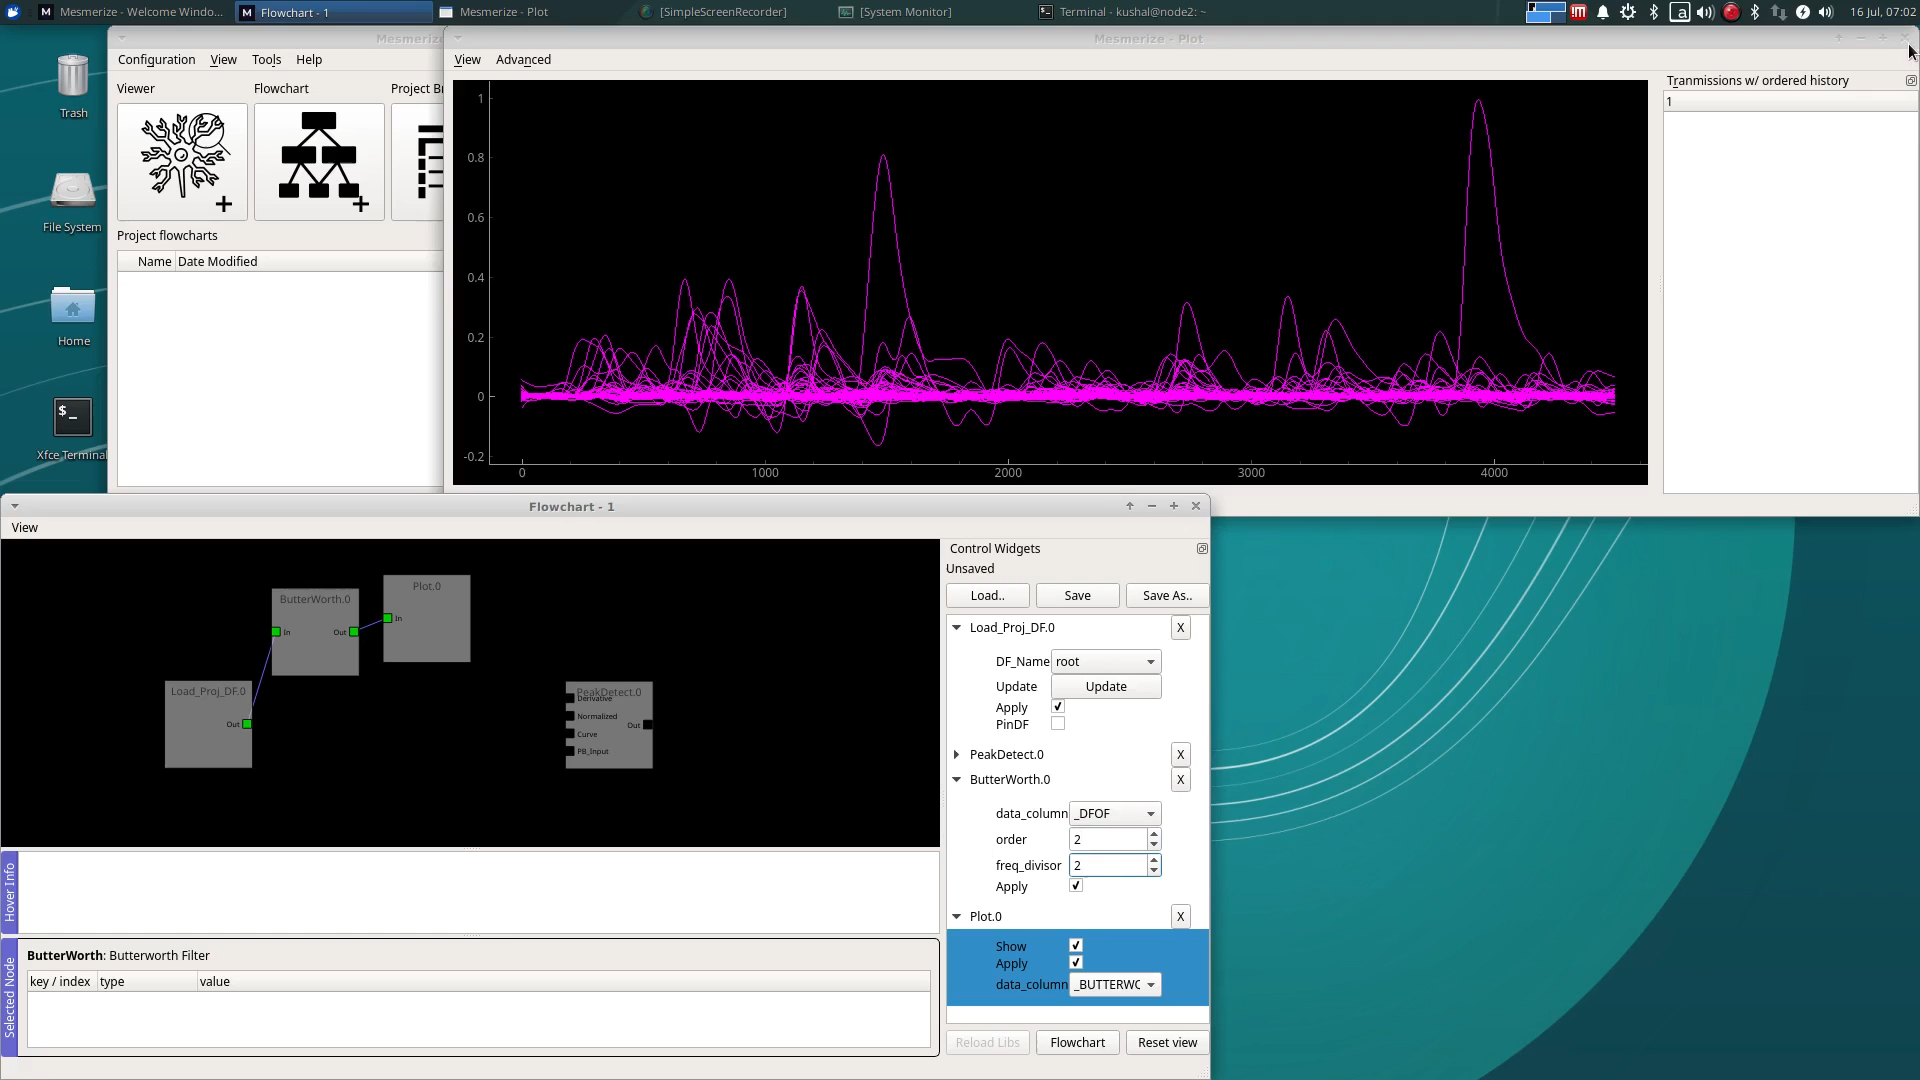 Mesmerize - Welcome Windo... Flowchart - 1 Mesmerize - Plot [SimpleScreenRecorder] [System Monitor] Terminal - kushal@node2: ~ 16 Jul, 07:02
Trash
File System
Home
Xfce Terminal
Mesmerize
Configuration View Tools Help
Viewer Flowchart Project Br
Project flowcharts
Name Date Modified
Mesmerize - Plot
View Advanced
1
0.8
0.6
0.4
0.2
0
-0.2
0 1000 2000 3000 4000
Tranmissions w/ ordered history
1
Flowchart - 1
View
Load_Proj_DF.0
Out
ButterWorth.0
In Out
Plot.0
In
PeakDetect.0
Derivative
Normalized
Curve
PB_Input
Out
Hover Info
Selected Node
ButterWorth: Butterworth Filter
key / index type value
Control Widgets
Unsaved
Load.. Save Save As..
Load_Proj_DF.0 X
DF_Name root
Update Update
Apply
PinDF
PeakDetect.0 X
ButterWorth.0 X
data_column _DFOF
order 2
freq_divisor 2
Apply
Plot.0 X
Show
Apply
data_column _BUTTERWC
Reload Libs Flowchart Reset view